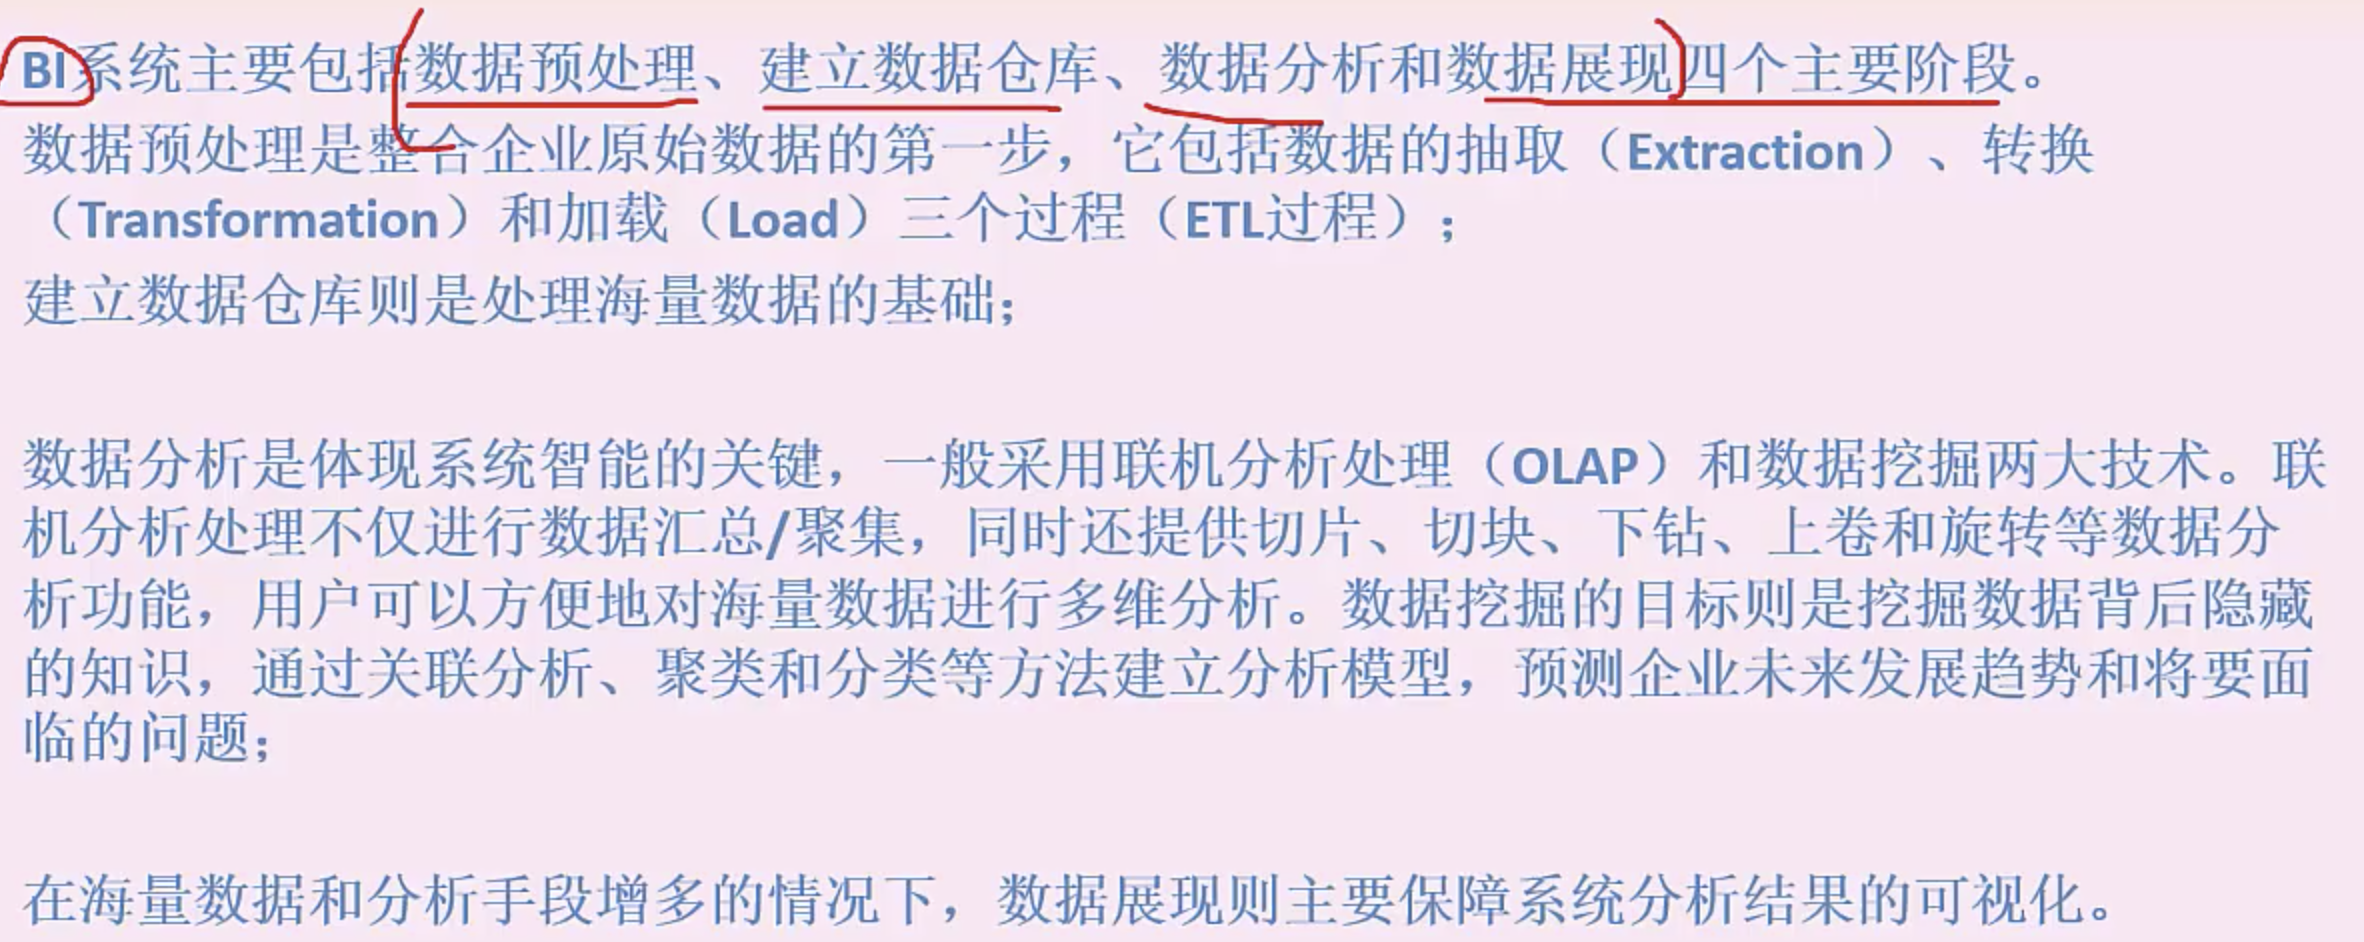 BI系统主要包括数据预处理、建立数据仓库、数据分析和数据展现四个主要阶段。
数据预处理是整合企业原始数据的第一步，它包括数据的抽取（Extraction）、转换
（Transformation）和加载（Load）三个过程（ETL过程）；
建立数据仓库则是处理海量数据的基础；
数据分析是体现系统智能的关键，一般采用联机分析处理（OLAP）和数据挖掘两大技术。联
机分析处理不仅进行数据汇总/聚集，同时还提供切片、切块、下钻、上卷和旋转等数据分
析功能，用户可以方便地对海量数据进行多维分析。数据挖掘的目标则是挖掘数据背后隐藏
的知识，通过关联分析、聚类和分类等方法建立分析模型，预测企业未来发展趋势和将要面
临的问题；
在海量数据和分析手段增多的情况下，数据展现则主要保障系统分析结果的可视化。